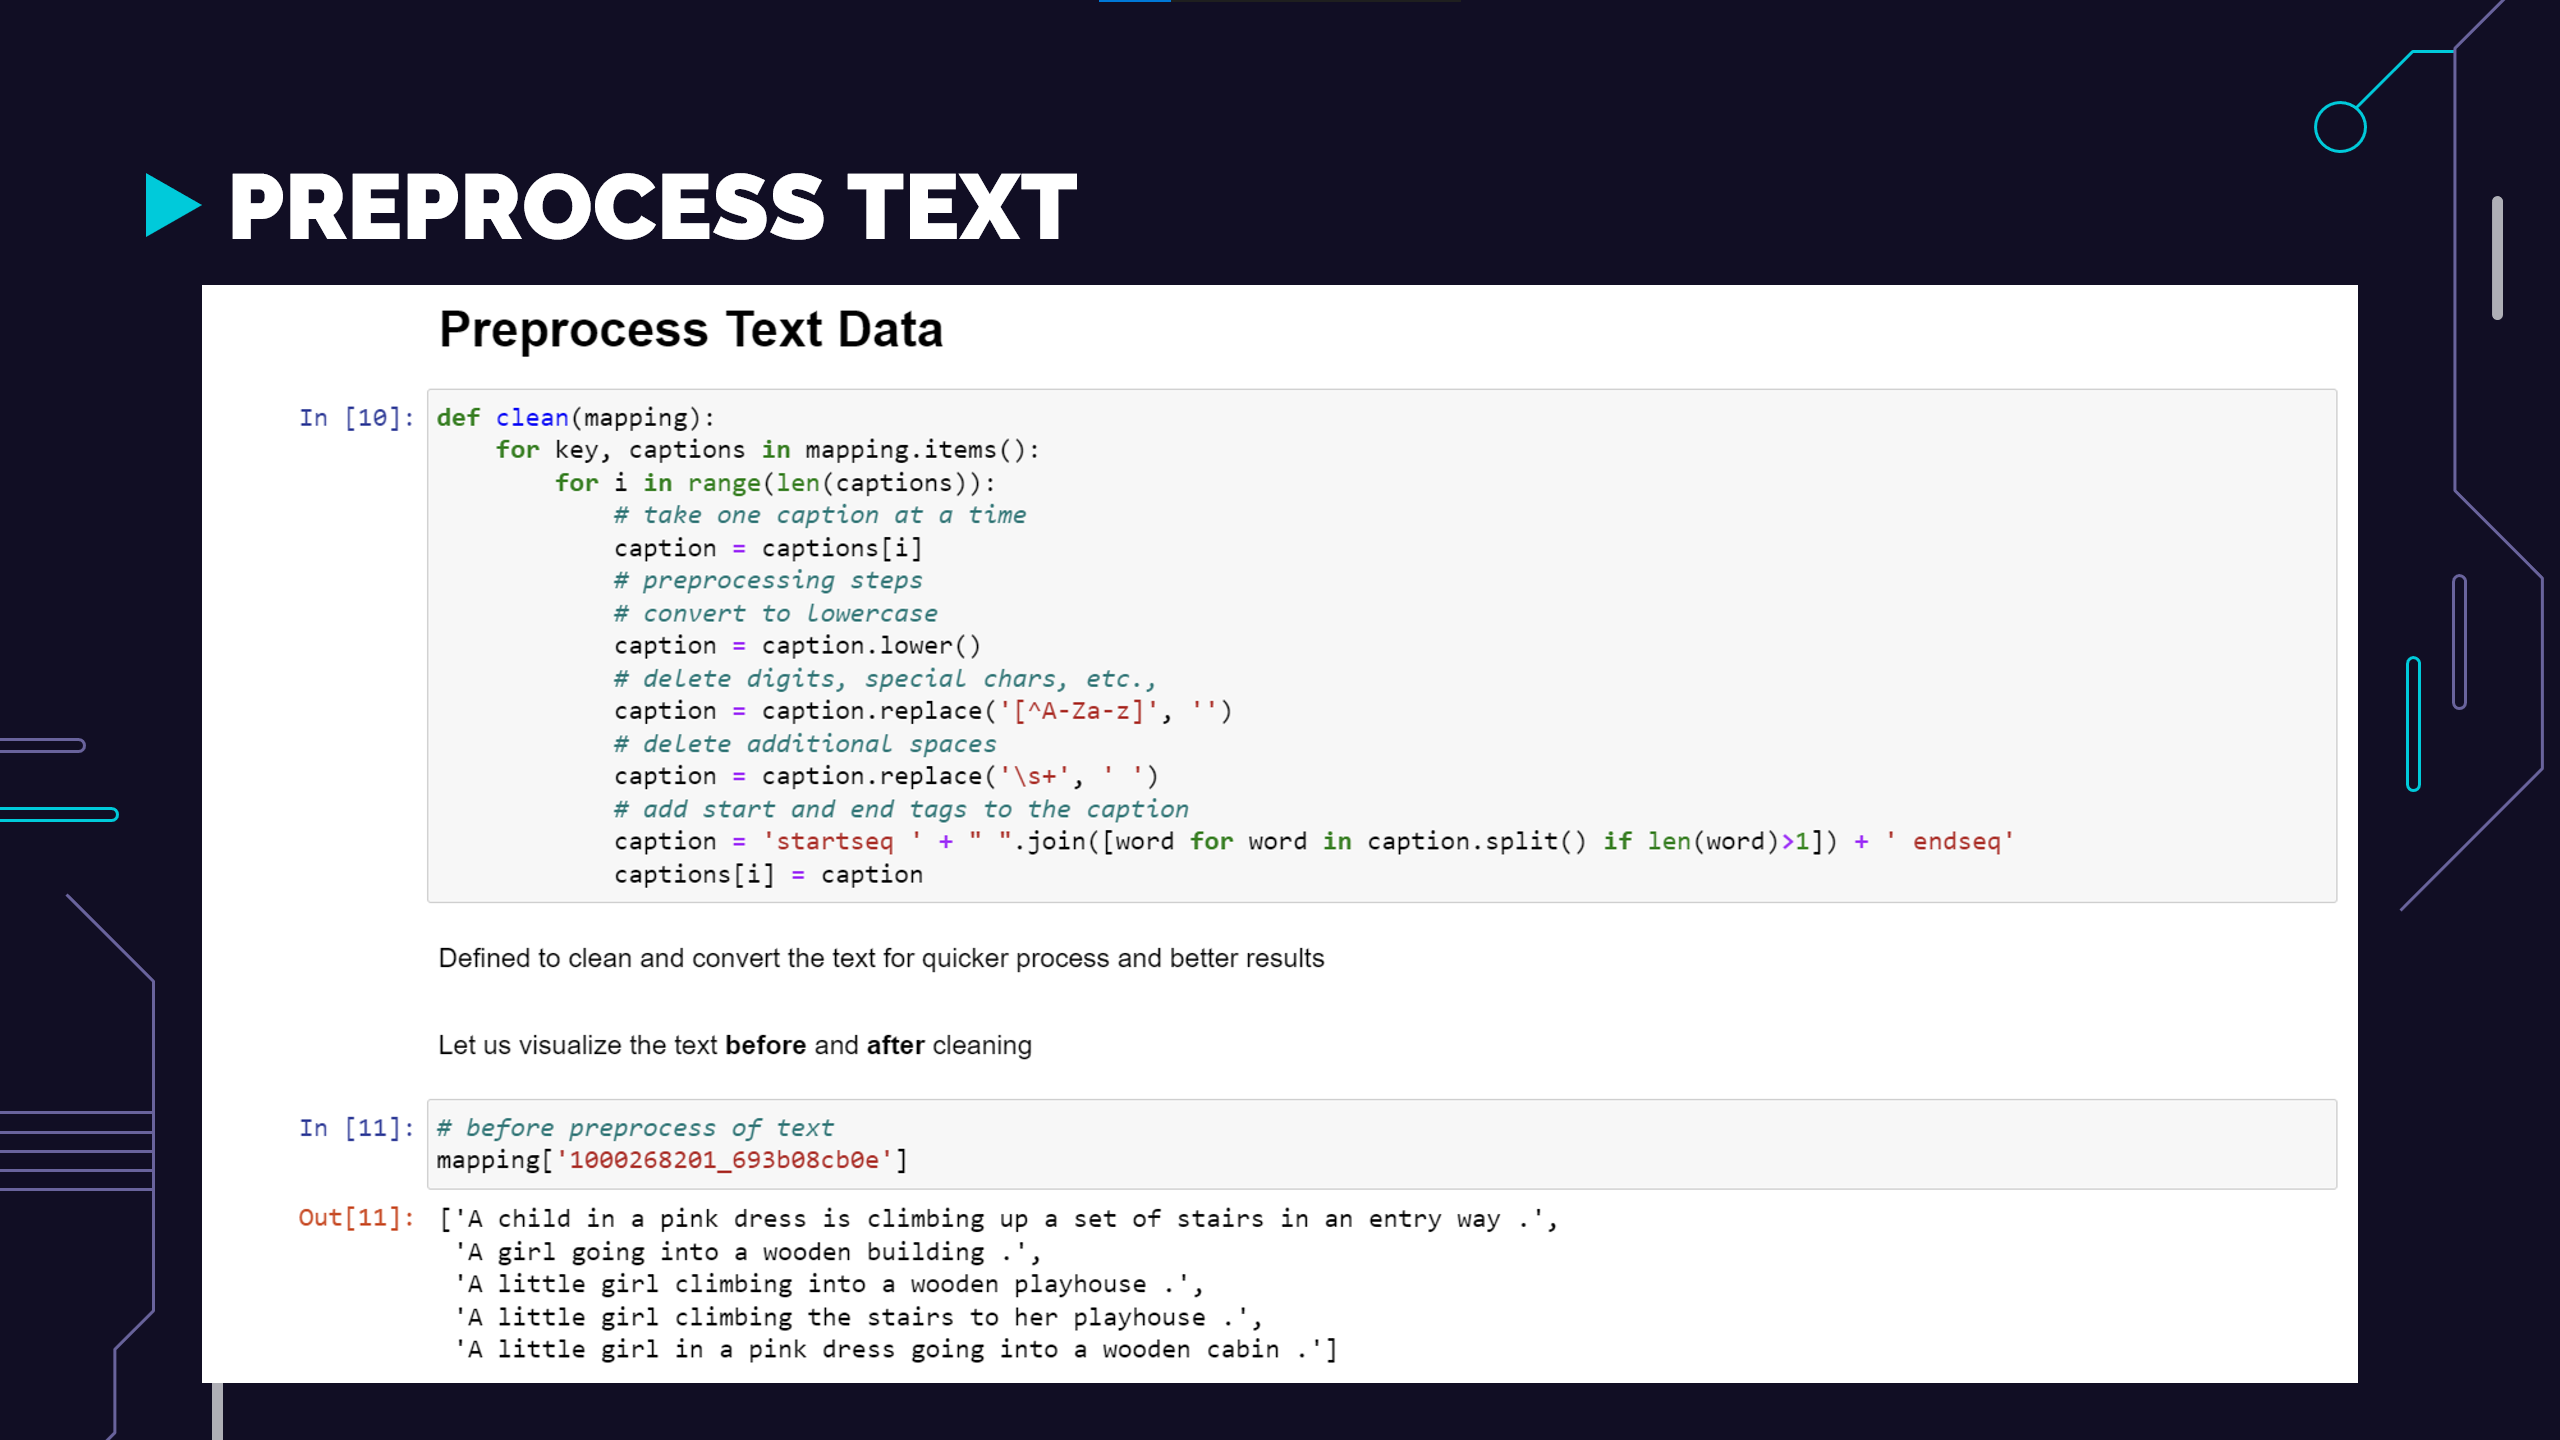 PREPROCESS TEXT
Preprocess Text Data
In [10]: def clean(mapping):
    for key, captions in mapping.items():
        for i in range(len(captions)):
            # take one caption at a time
            caption = captions[i]
            # preprocessing steps
            # convert to lowercase
            caption = caption.lower()
            # delete digits, special chars, etc.,
            caption = caption.replace('[^A-Za-z]', '')
            # delete additional spaces
            caption = caption.replace('\s+', ' ')
            # add start and end tags to the caption
            caption = 'startseq ' + " ".join([word for word in caption.split() if len(word)>1]) + ' endseq'
            captions[i] = caption
Defined to clean and convert the text for quicker process and better results
Let us visualize the text before and after cleaning
In [11]: # before preprocess of text
mapping['1000268201_693b08cb0e']
Out[11]: ['A child in a pink dress is climbing up a set of stairs in an entry way .',
 'A girl going into a wooden building .',
 'A little girl climbing into a wooden playhouse .',
 'A little girl climbing the stairs to her playhouse .',
 'A little girl in a pink dress going into a wooden cabin .']